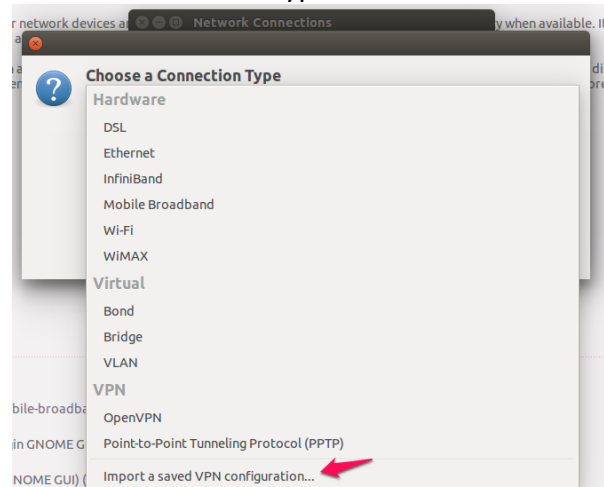 r network devices a
Network Connections
y when available. I
a
Choose a Connection Type
di
Hardware
DSL
Ethernet
InfiniBand
Mobile Broadband
Wi-Fi
WiMAX
Virtual
Bond
Bridge
VLAN
VPN
bile-broadba
OpenVPN
in GNOME G
Point-to-Point Tunneling Protocol (PPTP)
NOME GUI) (
Import a saved VPN configuration...